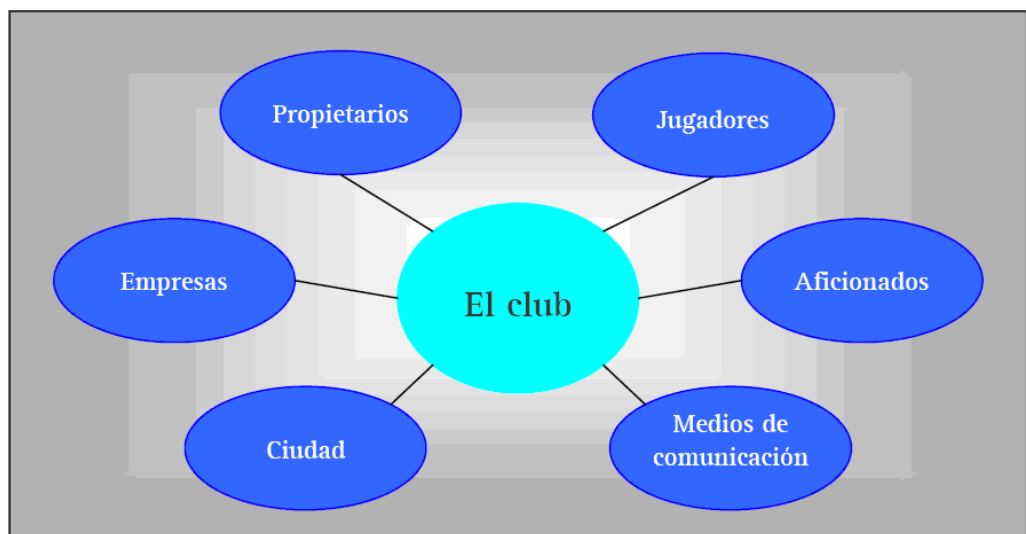 Propietarios
Jugadores
Empresas
El club
Aficionados
Ciudad
Medios de
comunicación